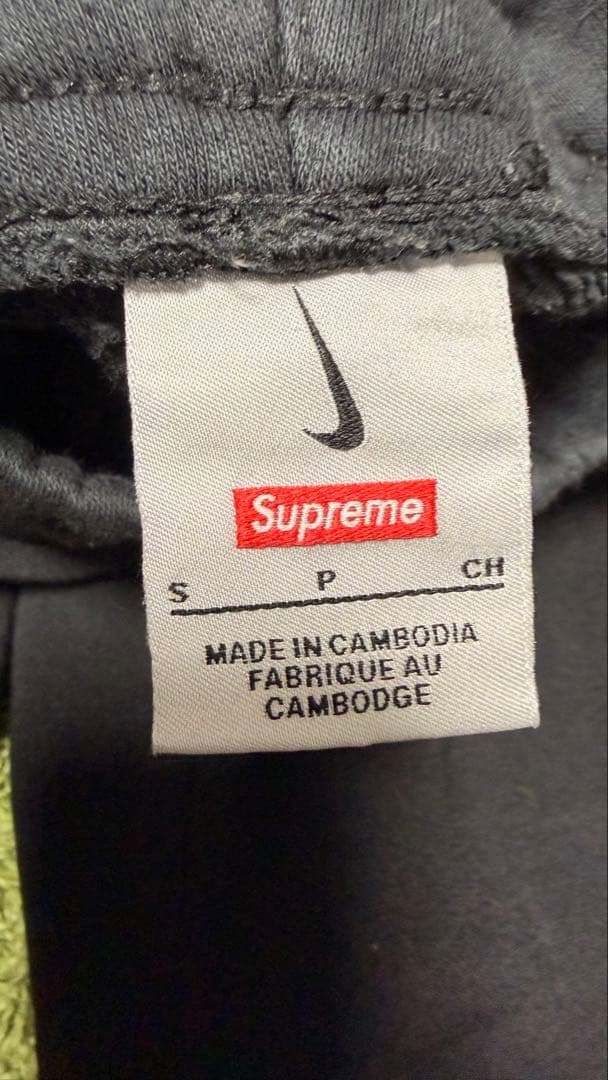 Supreme
S P CH
MADE IN CAMBODIA
FABRIQUE AU
CAMBODGE